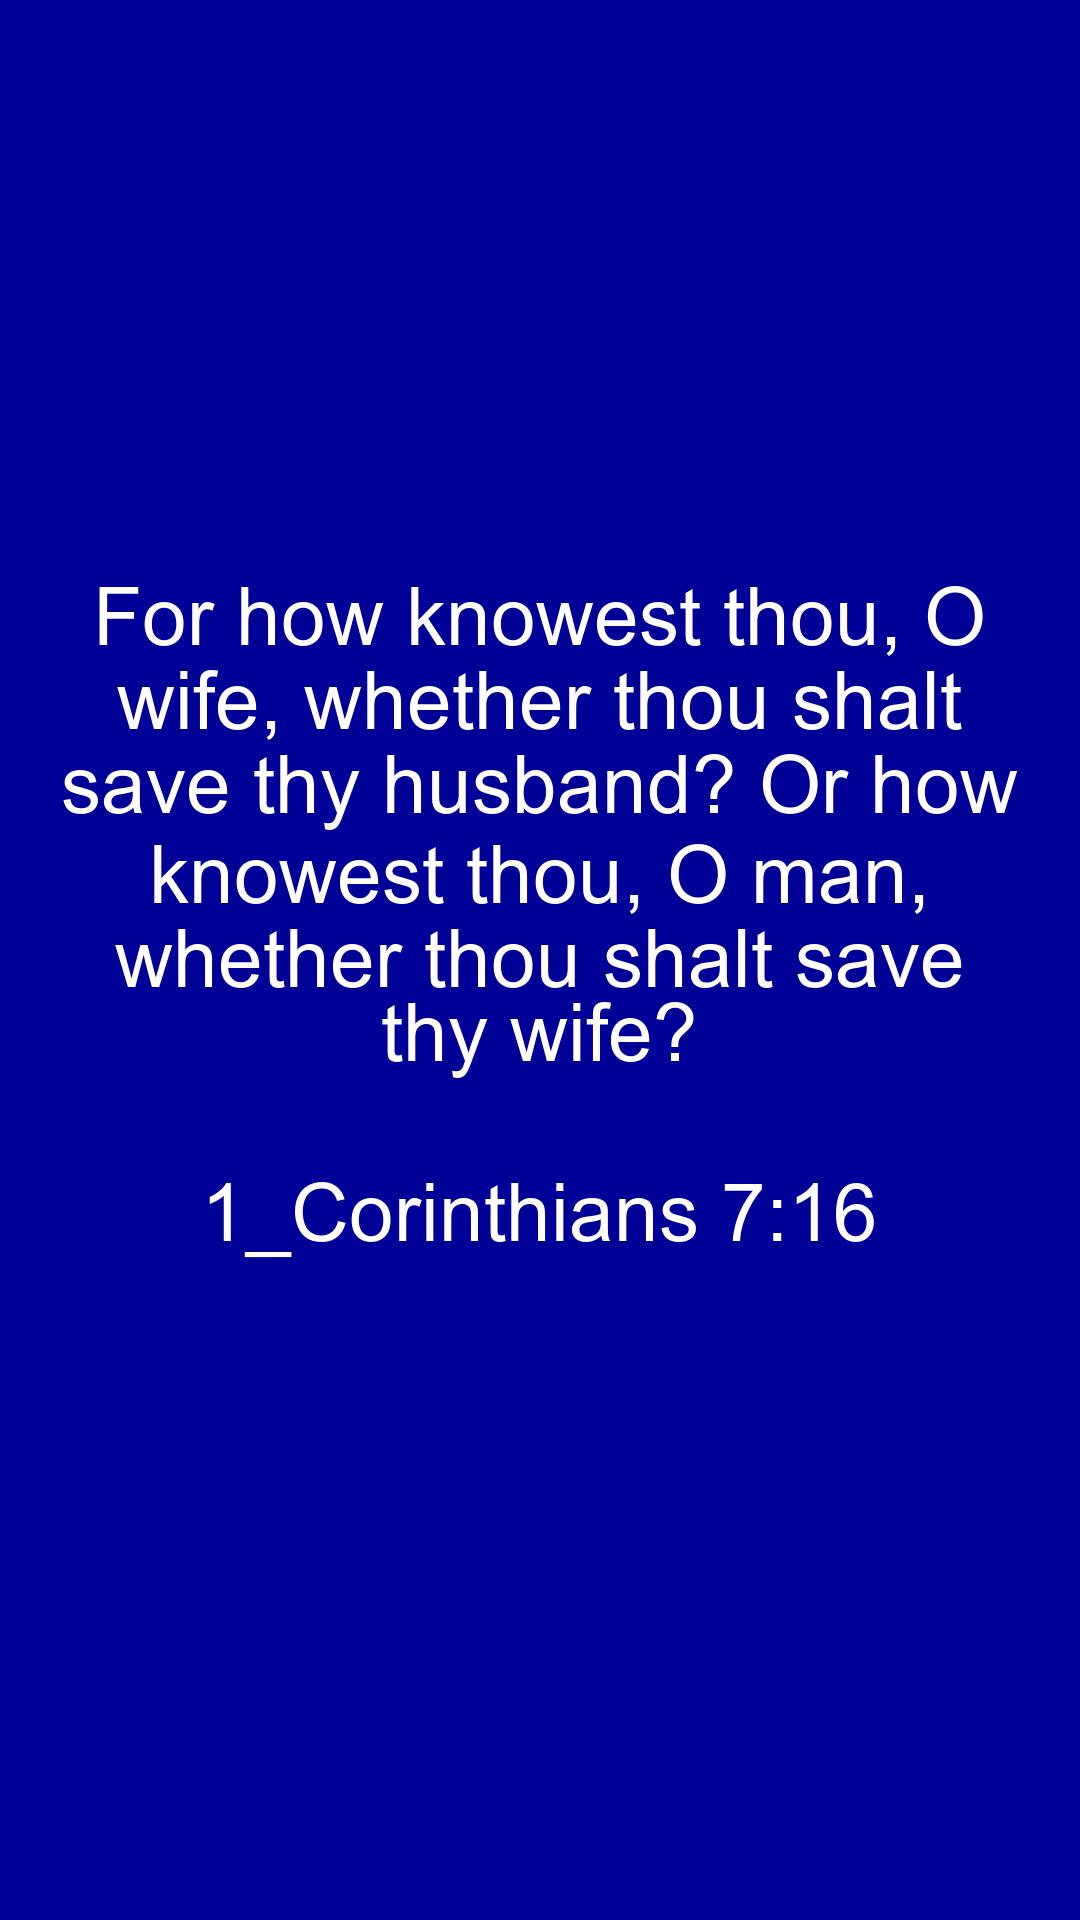 For how knowest thou, O
wife, whether thou shalt
save thy husband? Or how
knowest thou, O man,
whether thou shalt save
thy wife?
1_Corinthians 7:16